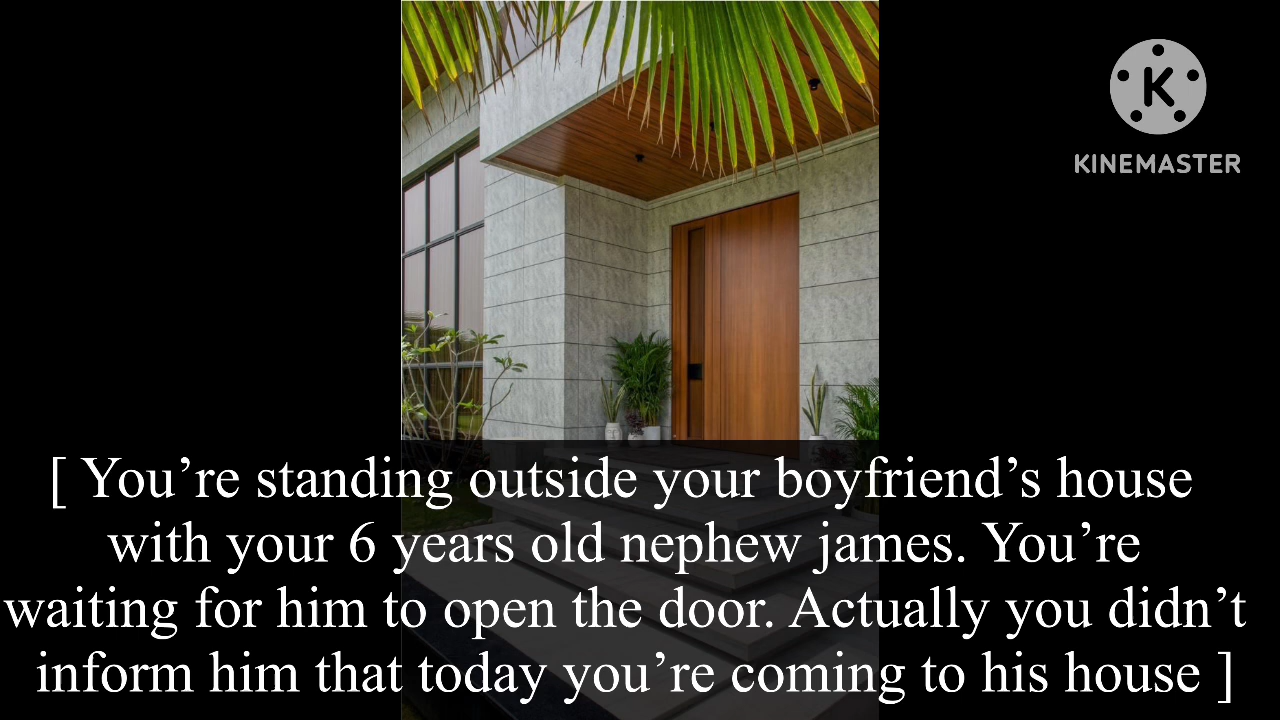 K
KINEMASTER
[ You’re standing outside your boyfriend’s house
with your 6 years old nephew james. You’re
waiting for him to open the door. Actually you didn’t
inform him that today you’re coming to his house ]